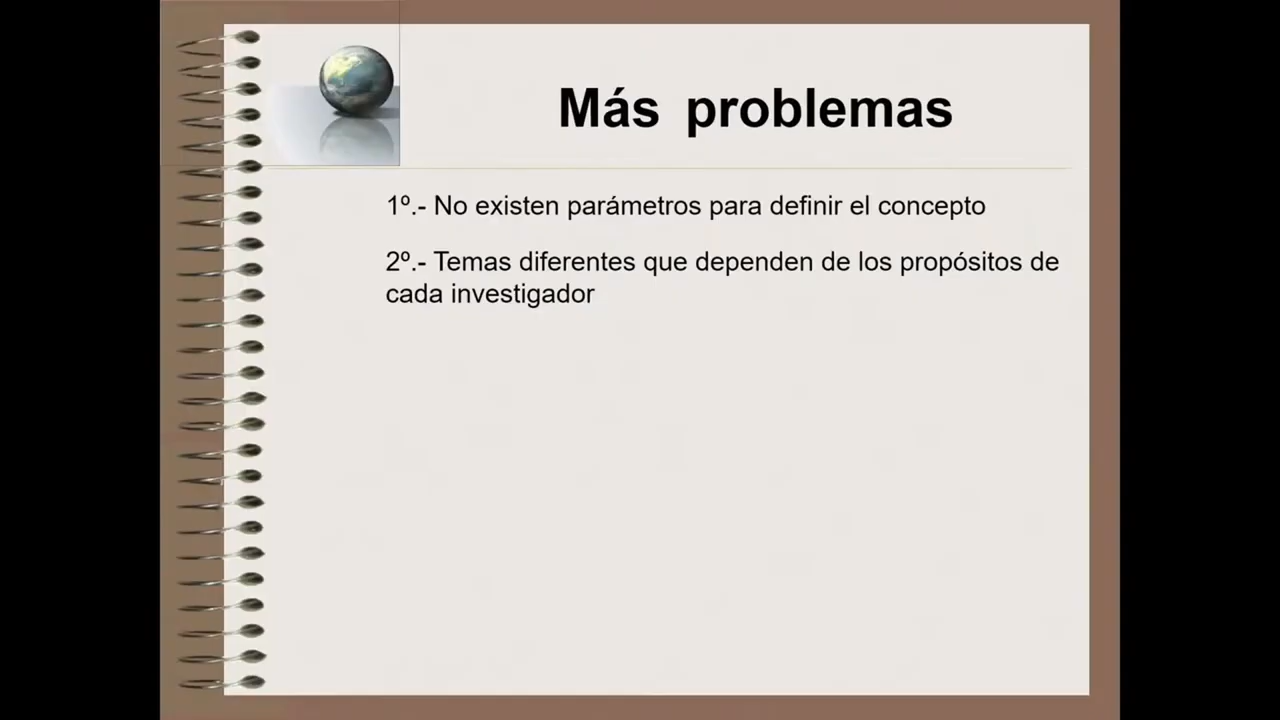 Más problemas
1º.- No existen parámetros para definir el concepto
2º.- Temas diferentes que dependen de los propósitos de
cada investigador